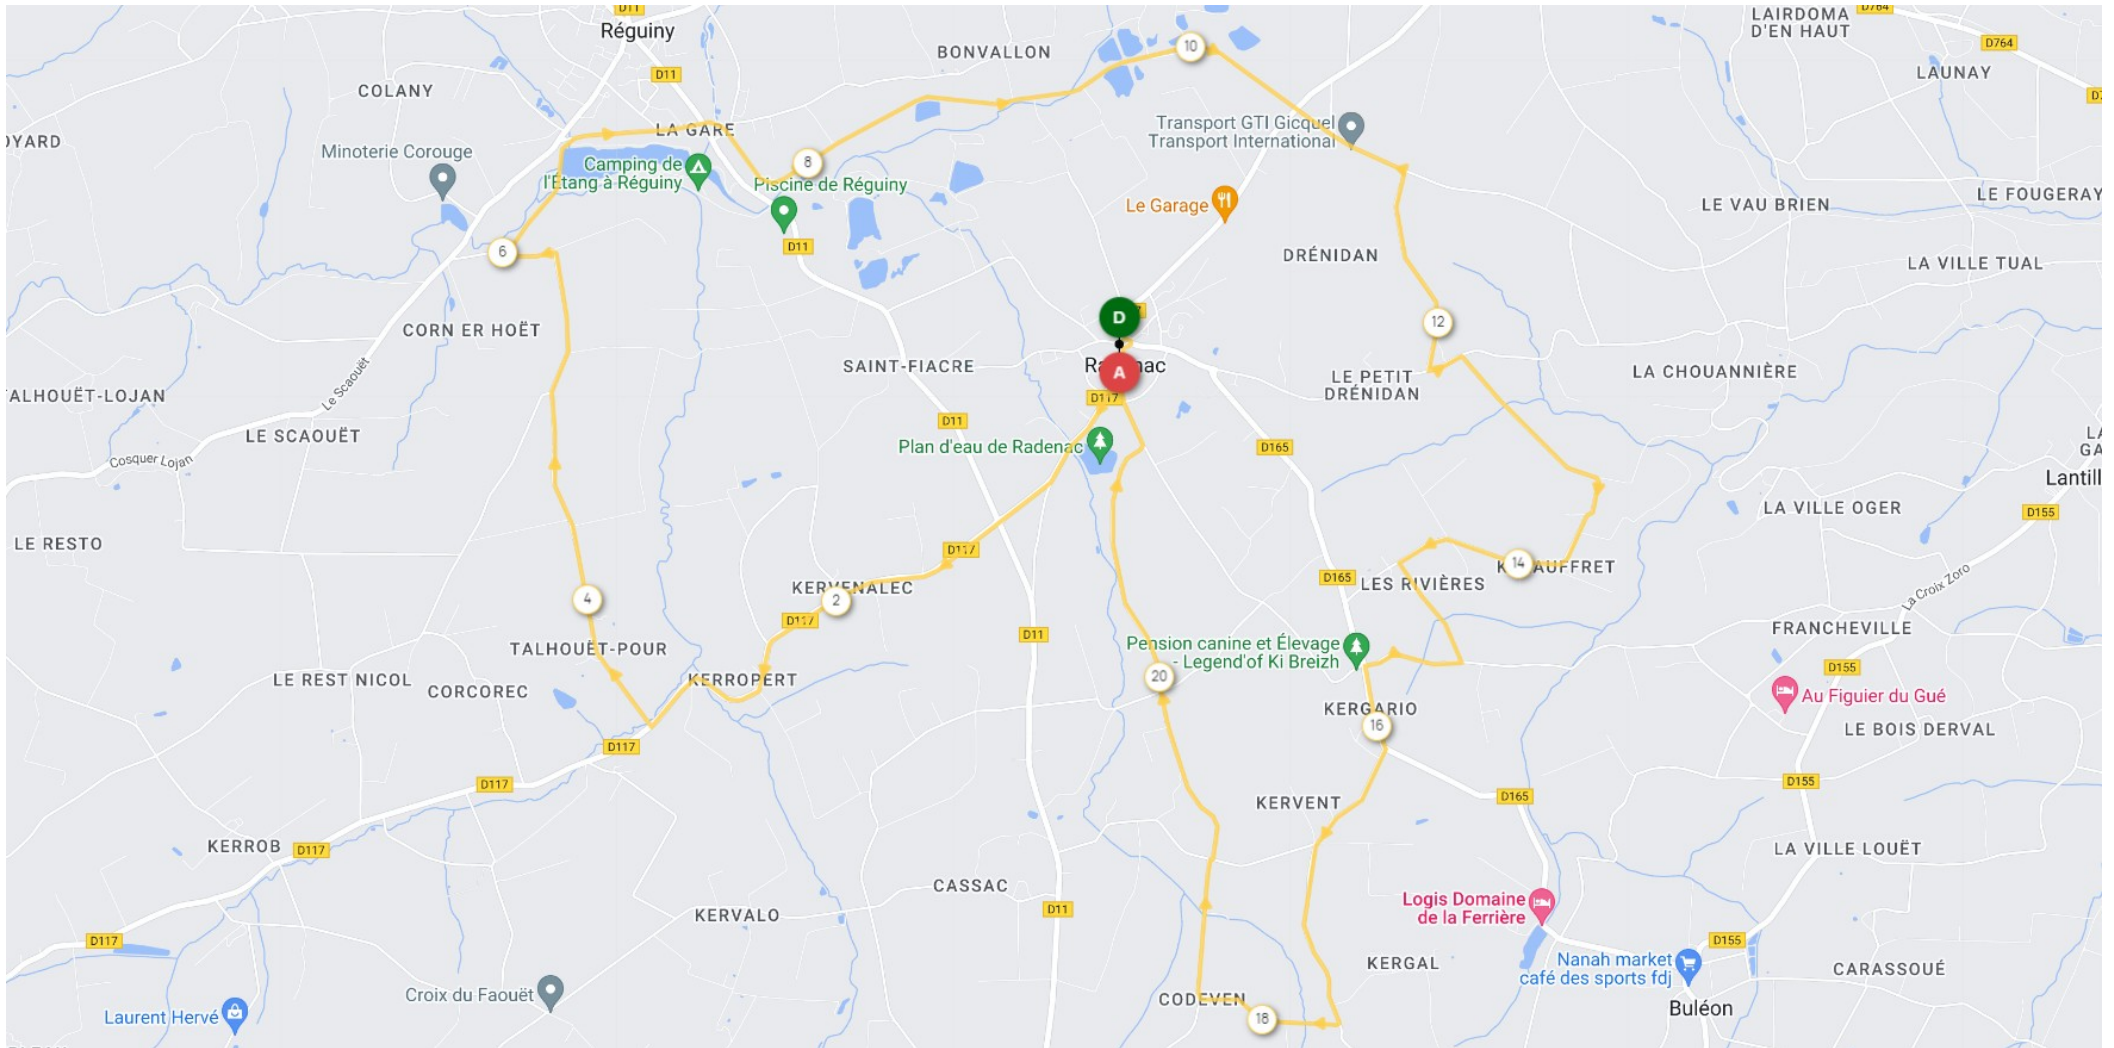 D11
Réguiny
BONVALLON
10
D764
LAIRDOMA
D'EN HAUT
D764
LAUNAY
D11
COLANY
Transport GTI Gicquel
Transport International
OYARD
LA GARE
Minoterie Corouge
Camping de
l'Étang à Réguiny
8
Piscine de Réguiny
Le Garage
LE VAU BRIEN
LE FOUGERAY
6
D11
DRÉNIDAN
LA VILLE TUAL
D
12
CORN ER HOËT
SAINT-FIACRE
A
LE PETIT
DRÉNIDAN
LA CHOUANNIÈRE
Le Scaouët
TALHOUËT-LOJAN
D117
D11
LE SCAOUËT
Plan d'eau de Radenac
D165
Cosquer Lojan
Lantill
LA VILLE OGER
D155
LE RESTO
D117
KERVENALEC
2
4
D165
LES RIVIÈRES
14
AUFFRET
La Croix Zoro
D117
D11
FRANCHEVILLE
TALHOUËT-POUR
Pension canine et Élevage
- Legend'of Ki Breizh
D155
LE REST NICOL
CORCOREC
KERROPERT
20
KERGARIO
16
Au Figuier du Gué
LE BOIS DERVAL
D117
D117
D155
D165
KERVENT
KERROB
D117
LA VILLE LOUËT
CASSAC
D11
KERVALO
Logis Domaine
de la Ferrière
D117
D155
KERGAL
Nanah market
café des sports fdj
CARASSOUÉ
Croix du Faouët
CODEVEN
18
Buléon
Laurent Hervé